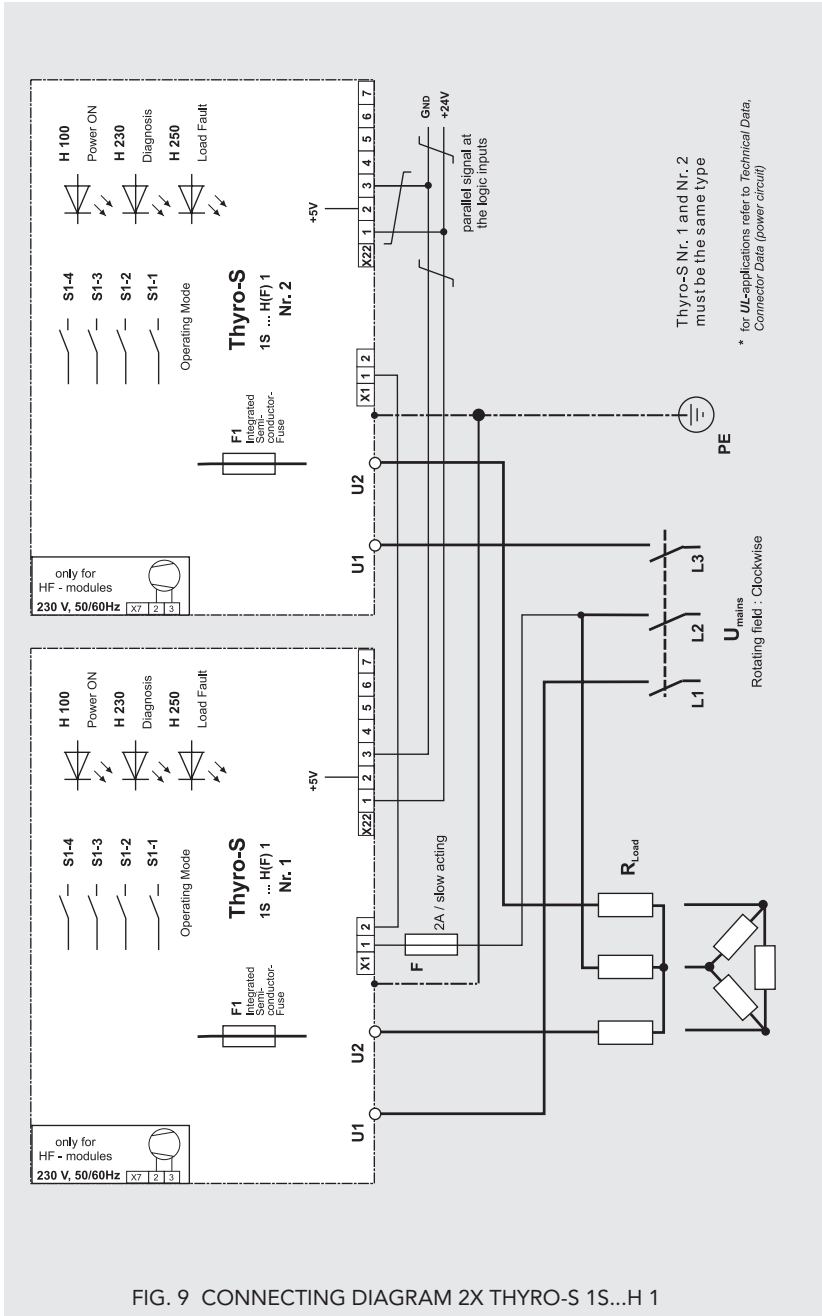 H 100
Power ON
H 230
Diagnosis
H 250
Load Fault
S1-4
S1-3
S1-2
S1-1
Operating Mode
Thyro-S
1S ... H(F) 1
Nr. 2
+5V
F1
Integrated
Semi-
conductor-
Fuse
only for
HF - modules
230 V, 50/60Hz X7 2 3
X22 1 2 3 4 5 6 7
X1 1 2
U2
U1
GND
+24V
parallel signal at
the logic inputs
Thyro-S Nr. 1 and Nr. 2
must be the same type
* for UL-applications refer to Technical Data,
Connector Data (power circuit)
PE
H 100
Power ON
H 230
Diagnosis
H 250
Load Fault
S1-4
S1-3
S1-2
S1-1
Operating Mode
Thyro-S
1S ... H(F) 1
Nr. 1
+5V
F1
Integrated
Semi-
conductor-
Fuse
only for
HF - modules
230 V, 50/60Hz X7 2 3
X22 1 2 3 4 5 6 7
X1 1 2
U2
U1
F
2A / slow acting
L1 L2 L3
Umains
Rotating field : Clockwise
RLoad
FIG. 9 CONNECTING DIAGRAM 2X THYRO-S 1S...H 1